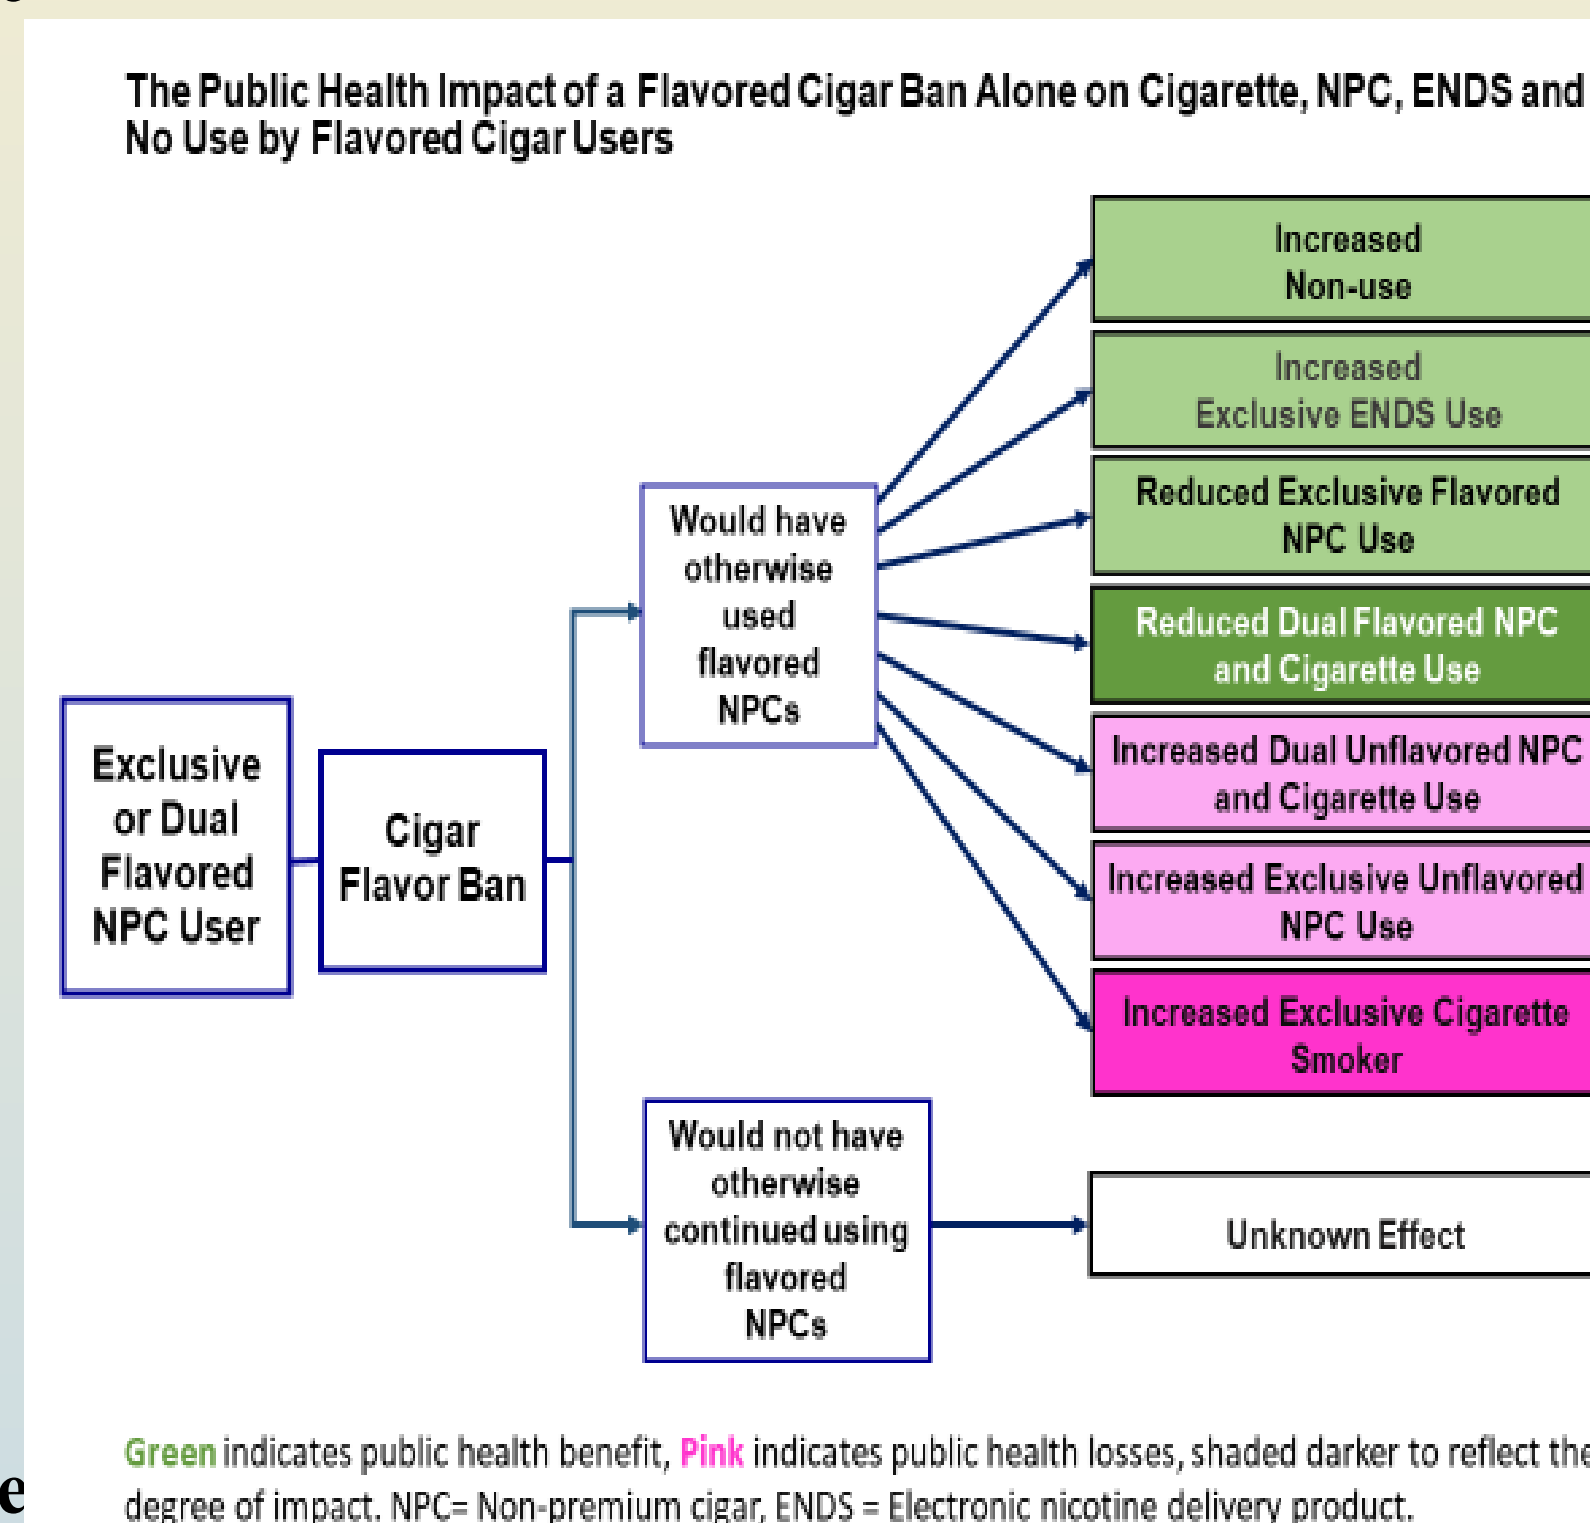 The Public Health Impact of a Flavored Cigar Ban Alone on Cigarette, NPC, ENDS and
No Use by Flavored Cigar Users
Exclusive
or Dual
Flavored
NPC User
Cigar
Flavor Ban
Would have
otherwise
used
flavored
NPCs
Increased
Non-use
Increased
Exclusive ENDS Use
Reduced Exclusive Flavored
NPC Use
Reduced Dual Flavored NPC
and Cigarette Use
Increased Dual Unflavored NPC
and Cigarette Use
Increased Exclusive Unflavored
NPC Use
Increased Exclusive Cigarette
Smoker
Would not have
otherwise
continued using
flavored
NPCs
Unknown Effect
Green indicates public health benefit, Pink indicates public health losses, shaded darker to reflect the
degree of impact. NPC= Non-premium cigar, ENDS = Electronic nicotine delivery product.